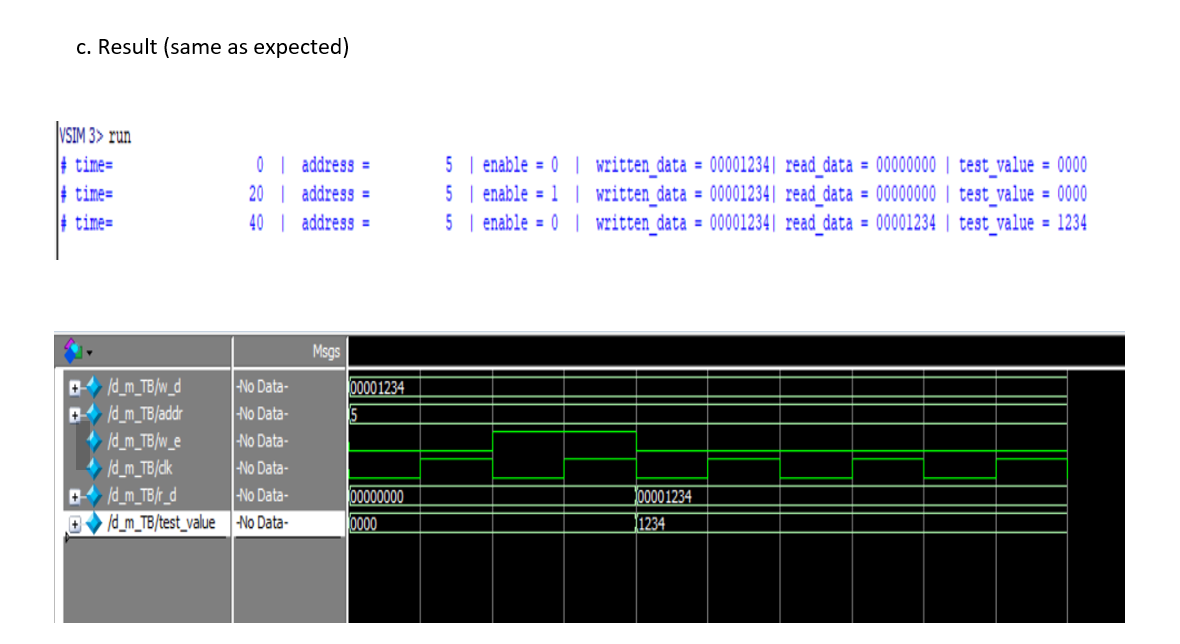 c. Result (same as expected)
VSIM 3> run
# time= 0 | address = 5 | enable = 0 | written_data = 00001234| read_data = 00000000 | test_value = 0000
# time= 20 | address = 5 | enable = 1 | written_data = 00001234| read_data = 00000000 | test_value = 0000
# time= 40 | address = 5 | enable = 0 | written_data = 00001234| read_data = 00001234 | test_value = 1234
Msgs
/d_m_TB/w_d -No Data- 00001234
/d_m_TB/addr -No Data- 5
/d_m_TB/w_e -No Data-
/d_m_TB/clk -No Data-
/d_m_TB/r_d -No Data- 00000000 00001234
/d_m_TB/test_value -No Data- 0000 1234